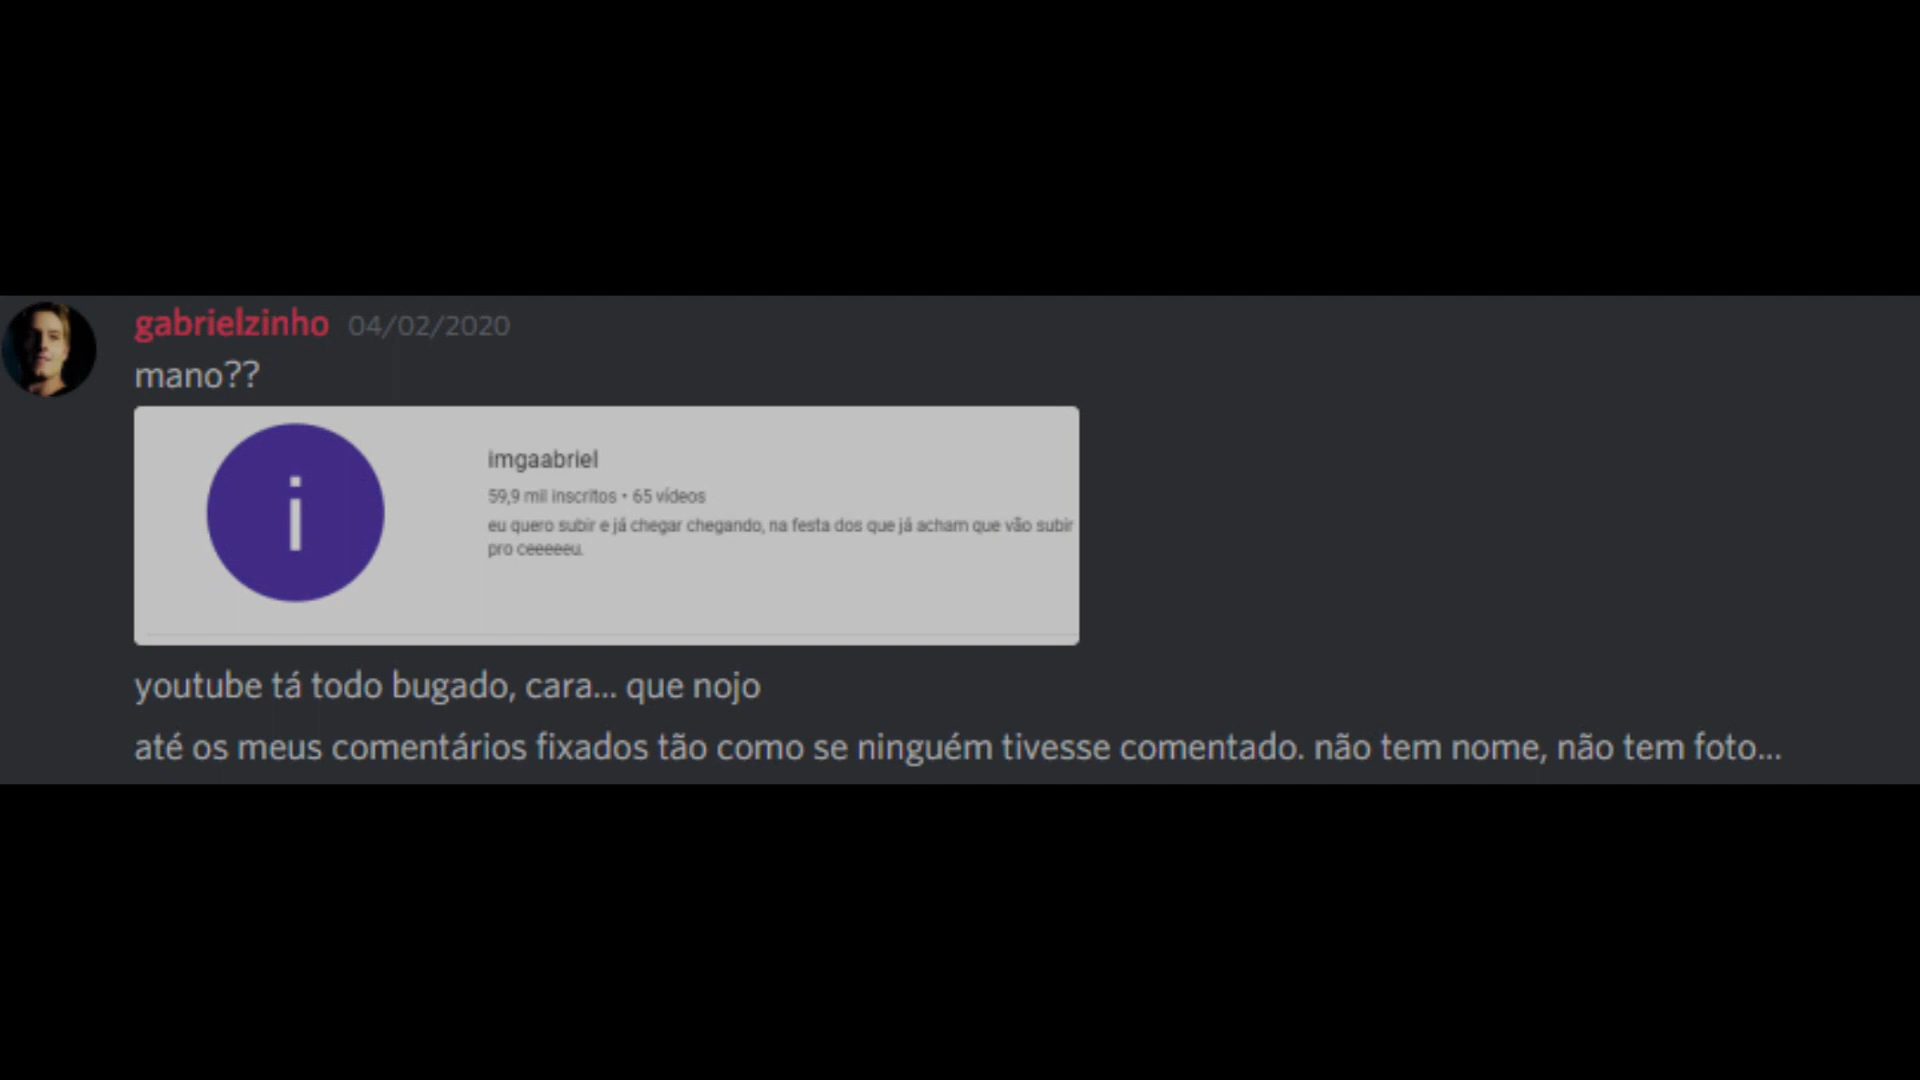 gabrielzinho 04/02/2020
mano??
i
imgaabriel
59,9 mil inscritos • 65 vídeos
eu quero subir e já chegar chegando, na festa dos que já acham que vão subir
pro ceeeeeu.
youtube tá todo bugado, cara... que nojo
até os meus comentários fixados tão como se ninguém tivesse comentado. não tem nome, não tem foto...